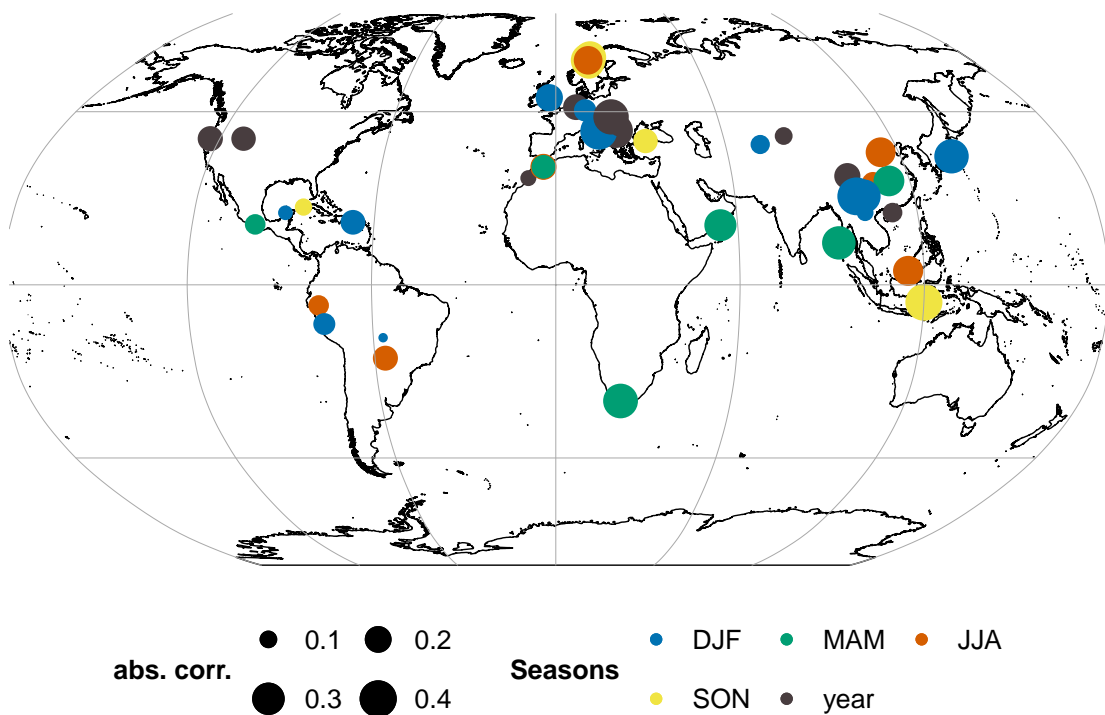 abs. corr.
0.1
0.2
0.3
0.4
Seasons
DJF
MAM
JJA
SON
year